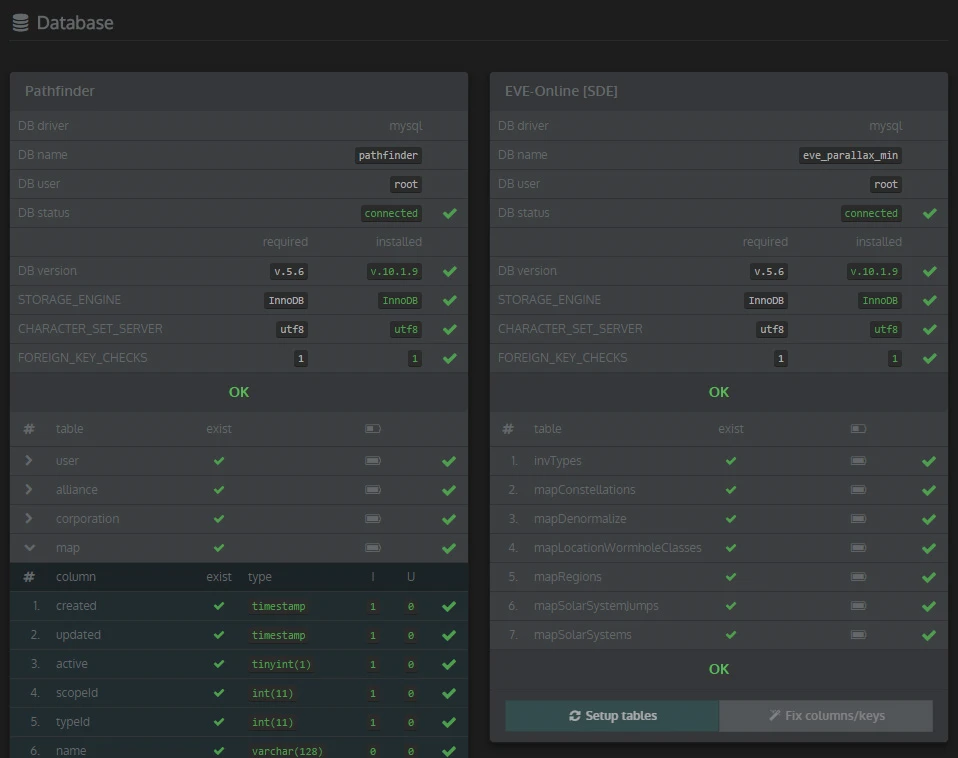 Database
Pathfinder
DB driver mysql
DB name pathfinder
DB user root
DB status connected
required installed
DB version v.5.6 v.10.1.9
STORAGE_ENGINE InnoDB InnoDB
CHARACTER_SET_SERVER utf8 utf8
FOREIGN_KEY_CHECKS 1 1
OK
# table exist
user
alliance
corporation
map
# column exist type I U
1. created timestamp 1 0
2. updated timestamp 1 0
3. active tinyint(1) 1 0
4. scopeId int(11) 1 0
5. typeId int(11) 1 0
6. name varchar(128) 0 0
EVE-Online [SDE]
DB driver mysql
DB name eve_parallax_min
DB user root
DB status connected
required installed
DB version v.5.6 v.10.1.9
STORAGE_ENGINE InnoDB InnoDB
CHARACTER_SET_SERVER utf8 utf8
FOREIGN_KEY_CHECKS 1 1
OK
# table exist
1. invTypes
2. mapConstellations
3. mapDenormalize
4. mapLocationWormholeClasses
5. mapRegions
6. mapSolarSystemJumps
7. mapSolarSystems
OK
Setup tables Fix columns/keys